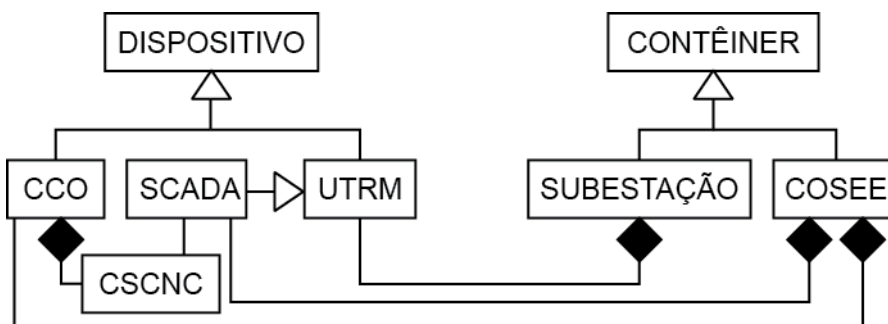 DISPOSITIVO
CONTÊINER
CCO
SCADA
UTRM
SUBESTAÇÃO
COSEE
CSCNC